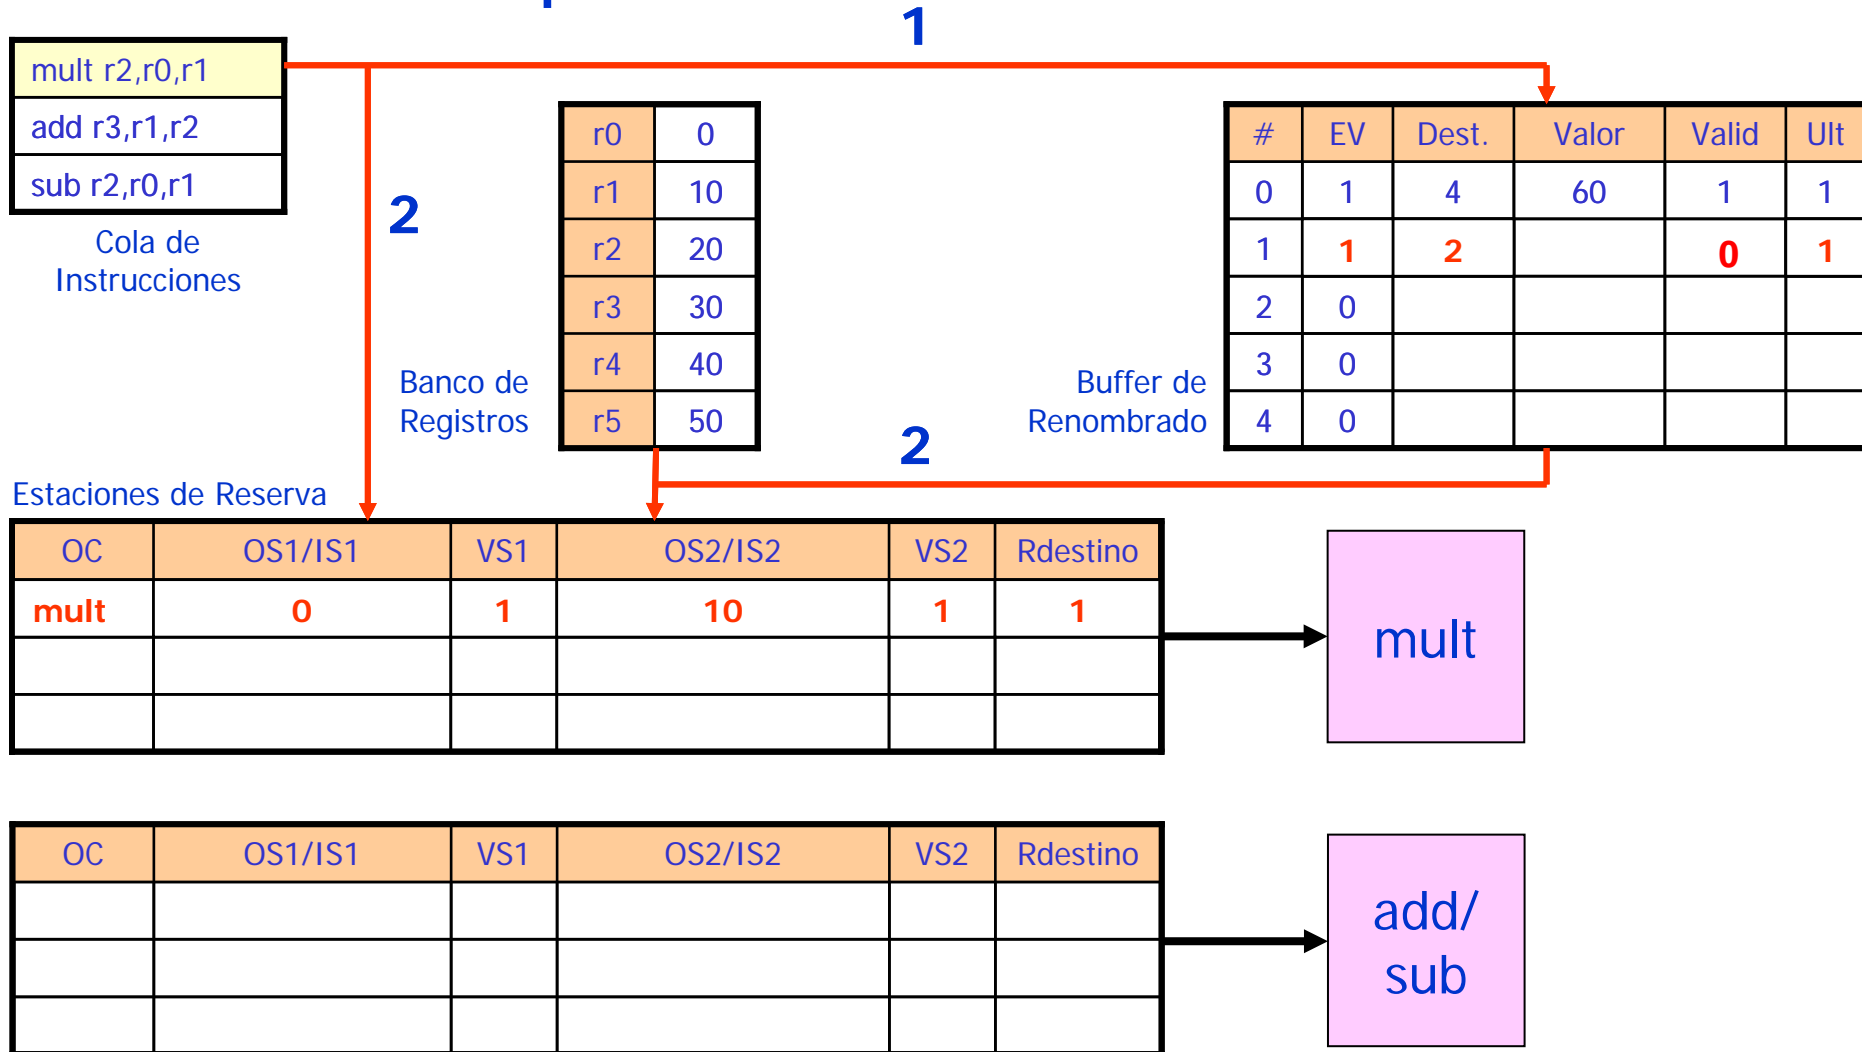 1
mult r2,r0,r1
add r3,r1,r2
sub r2,r0,r1
Cola de
Instrucciones
2
r0 0
r1 10
r2 20
r3 30
r4 40
r5 50
Banco de
Registros
# EV Dest. Valor Valid Ult
0 1 4 60 1 1
1 1 2 0 1
2 0
3 0
4 0
Buffer de
Renombrado
2
Estaciones de Reserva
OC OS1/IS1 VS1 OS2/IS2 VS2 Rdestino
mult 0 1 10 1 1
mult
OC OS1/IS1 VS1 OS2/IS2 VS2 Rdestino
add/
sub